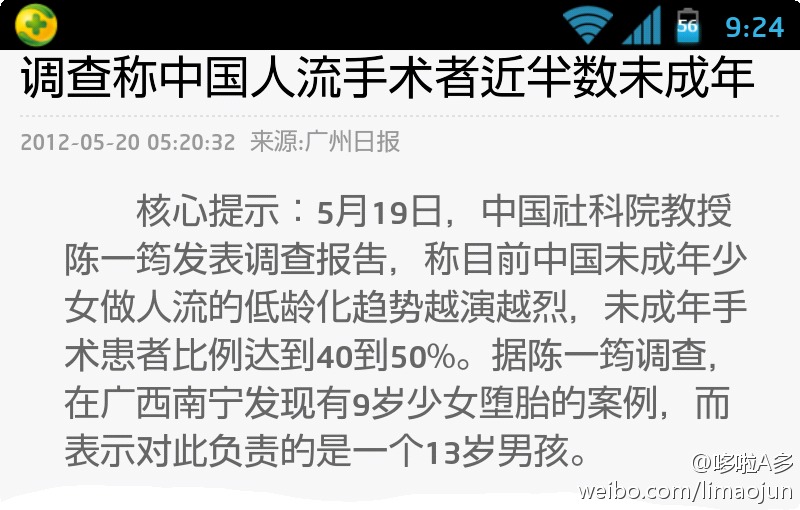 56 9:24
调查称中国人流手术者近半数未成年
2012-05-20 05:20:32 来源:广州日报
核心提示：5月19日，中国社科院教授
陈一筠发表调查报告，称目前中国未成年少
女做人流的低龄化趋势越演越烈，未成年手
术患者比例达到40到50%。据陈一筠调查，
在广西南宁发现有9岁少女堕胎的案例，而
表示对此负责的是一个13岁男孩。
@哆啦A多
weibo.com/limaojun